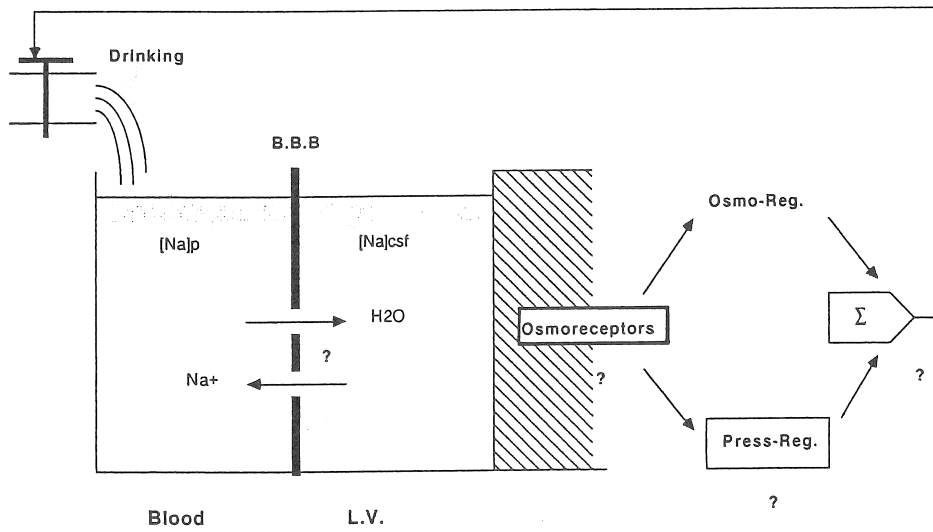 Drinking
B.B.B
[Na]p
[Na]csf
Osmo-Reg.
H2O
Osmoreceptors
Σ
?
Na+
?
?
Press-Reg.
?
Blood
L.V.